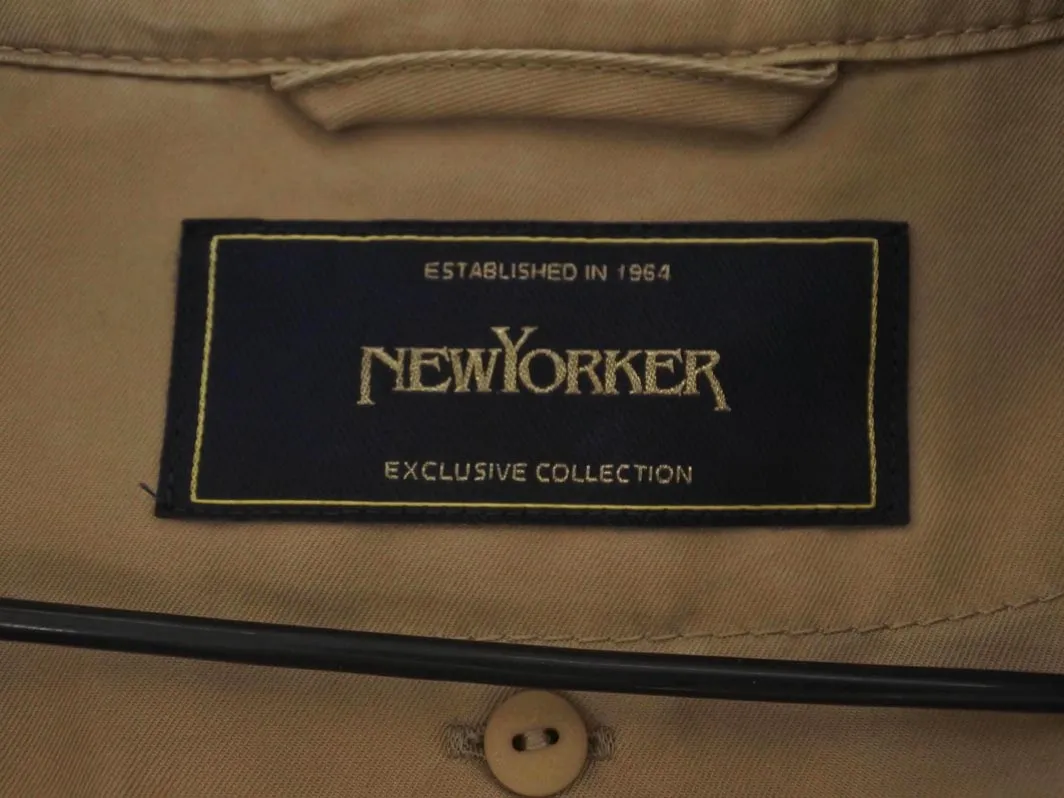 ESTABLISHED IN 1964
NEWYORKER
EXCLUSIVE COLLECTION